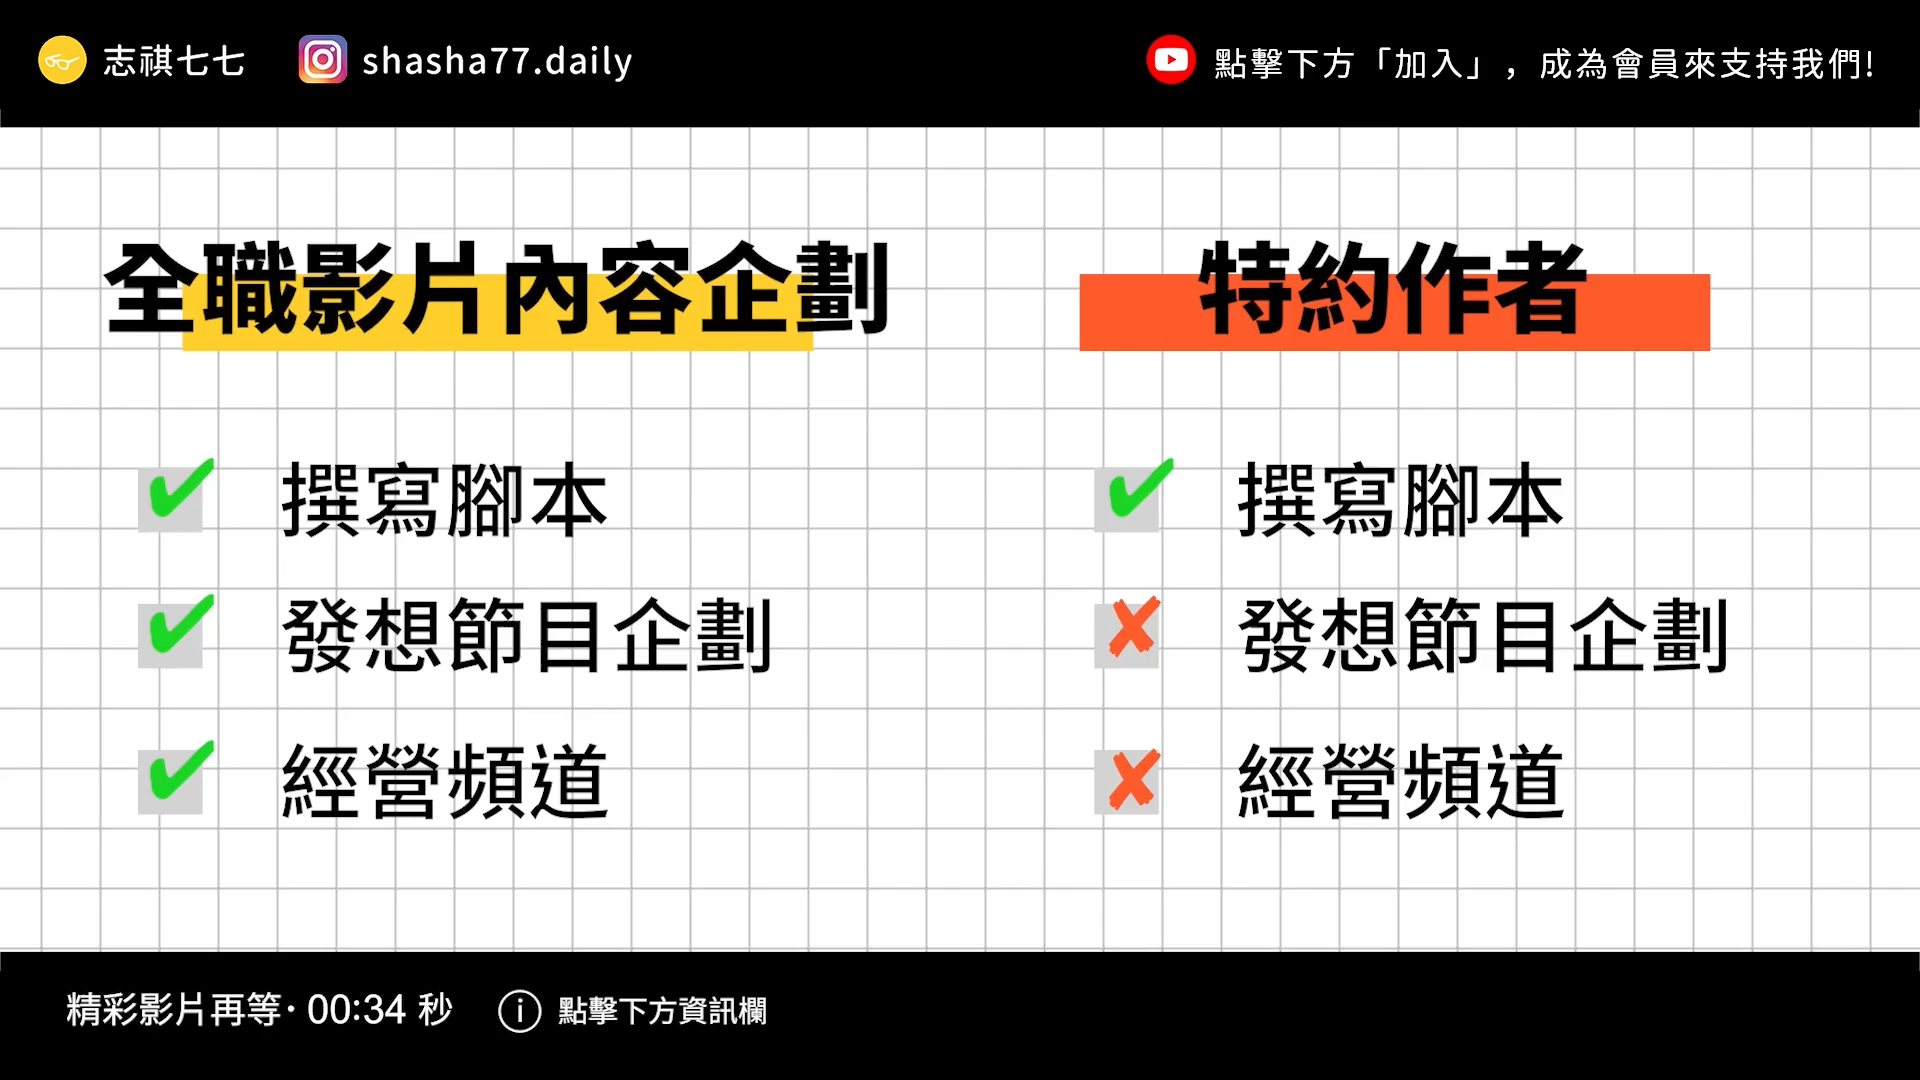 志祺七七
shasha77.daily
點擊下方「加入」，成為會員來支持我們!
全職影片內容企劃
撰寫腳本
發想節目企劃
經營頻道
特約作者
撰寫腳本
發想節目企劃
經營頻道
精彩影片再等· 00:34 秒
點擊下方資訊欄